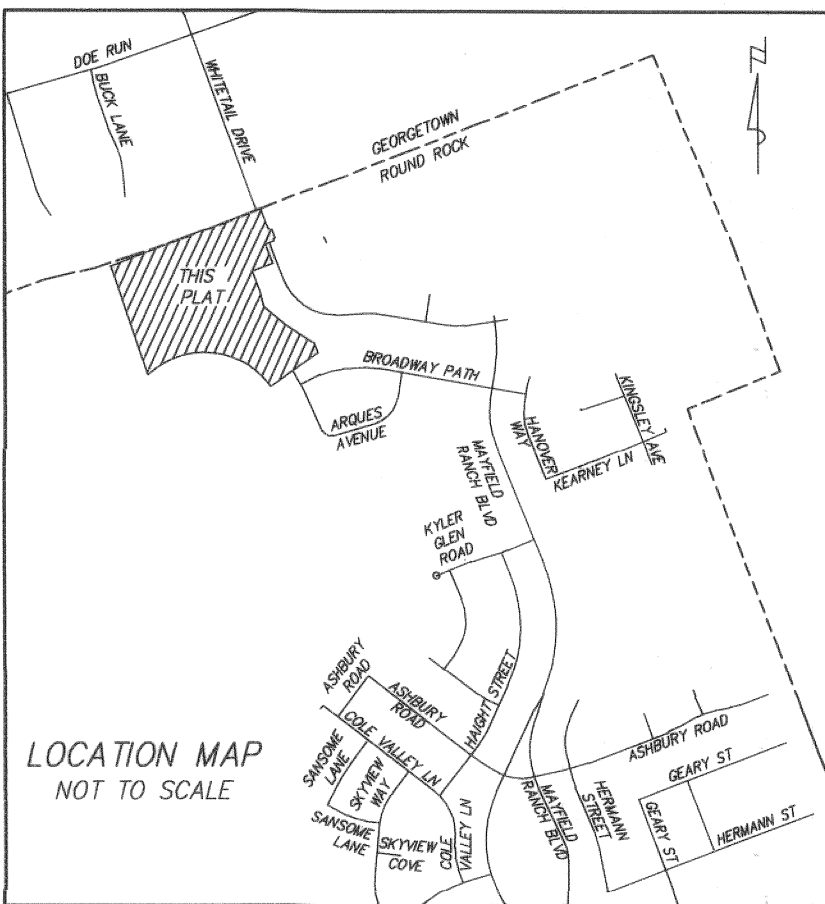 DOE RUN
BUCK LANE
WHITETAIL DRIVE
N
GEORGETOWN
ROUND ROCK
THIS
PLAT
BROADWAY PATH
ARQUES
AVENUE
HANOVER
WAY
KINGSLEY AVE
KEARNEY LN
MAYFIELD
RANCH BLVD
KYLER
GLEN
ROAD
ASHBURY
ROAD
ASHBURY
ROAD
HAIGHT STREET
COLE VALLEY LN
SANSOME
LANE
SKYVIEW
WAY
SANSOME
LANE
SKYVIEW
COVE
COLE
VALLEY LN
MAYFIELD
RANCH BLVD
HERMANN
STREET
ASHBURY ROAD
GEARY ST
GEARY ST
HERMANN ST
LOCATION MAP
NOT TO SCALE